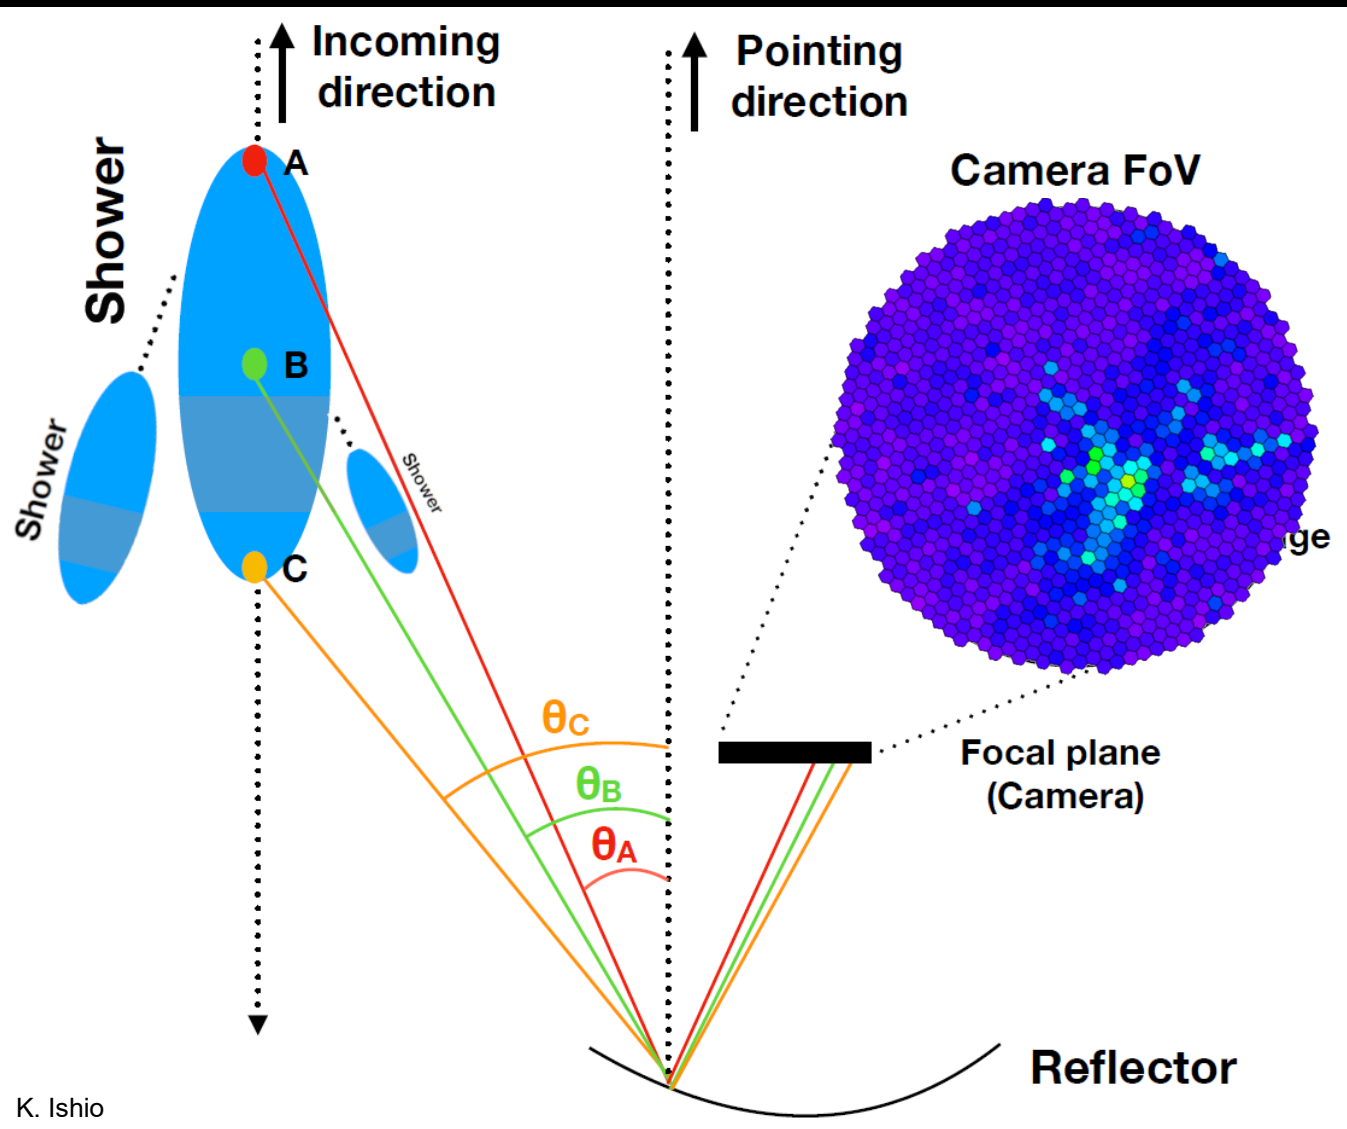 Incoming
direction
Pointing
direction
Shower
A
Camera FoV
B
Shower
Shower
C
ge
θC
θB
θA
Focal plane
(Camera)
Reflector
K. Ishio